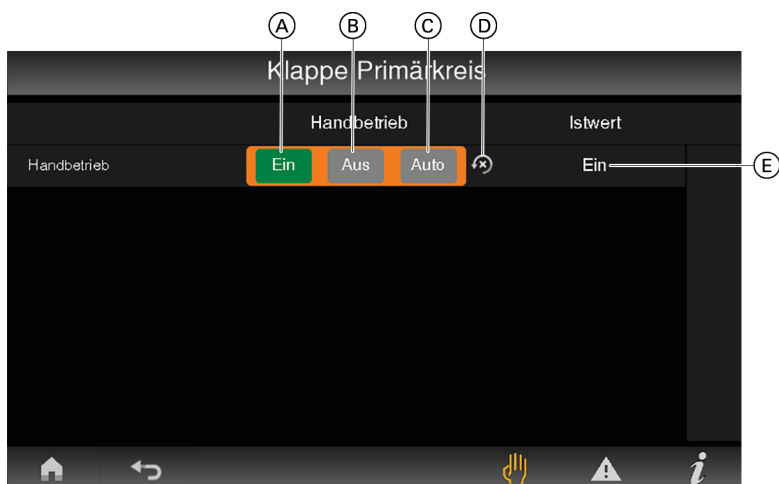 A B C D
Klappe Primärkreis
Handbetrieb Istwert
Handbetrieb Ein Aus Auto Ein E